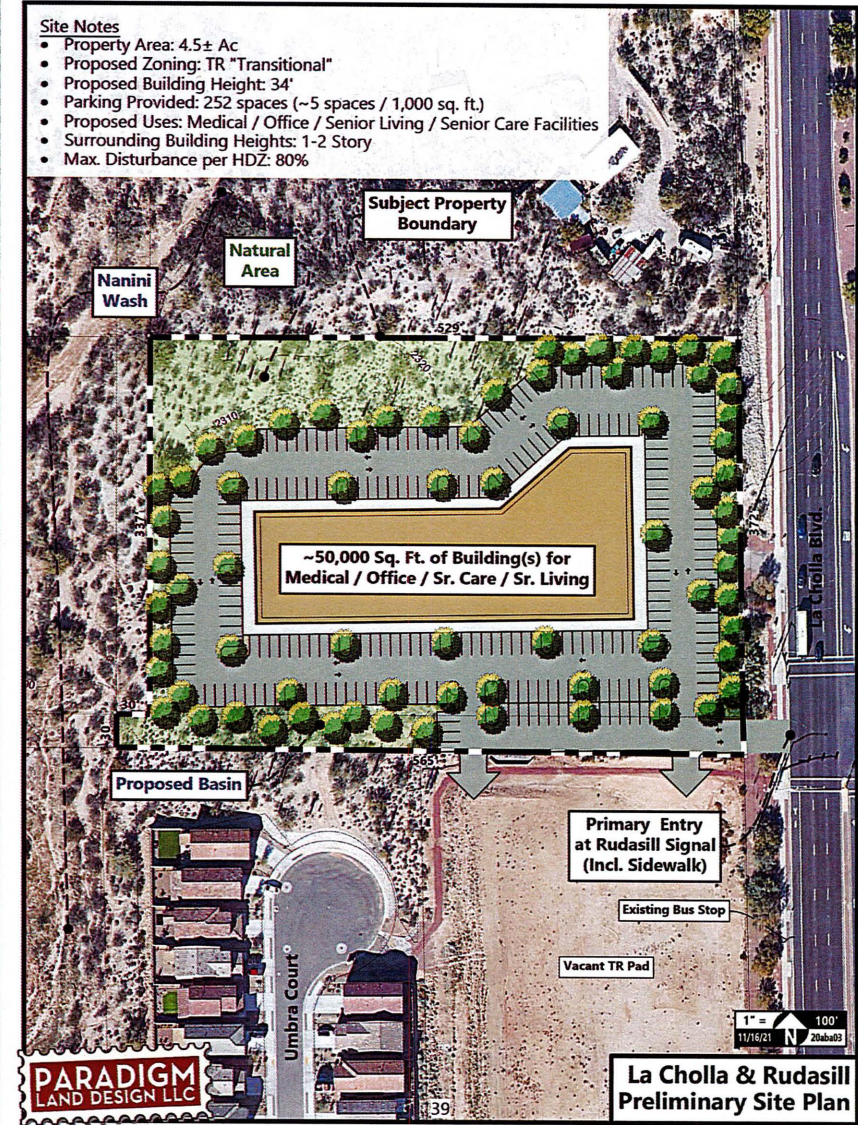 Site Notes
• Property Area: 4.5± Ac
• Proposed Zoning: TR "Transitional"
• Proposed Building Height: 34'
• Parking Provided: 252 spaces (~5 spaces / 1,000 sq. ft.)
• Proposed Uses: Medical / Office / Senior Living / Senior Care Facilities
• Surrounding Building Heights: 1-2 Story
• Max. Disturbance per HDZ: 80%
Subject Property
Boundary
Natural
Area
Nanini
Wash
529'
2320'
2310'
337'
La Cholla Blvd.
~50,000 Sq. Ft. of Building(s) for
Medical / Office / Sr. Care / Sr. Living
30'
30'
565'
Proposed Basin
Primary Entry
at Rudasill Signal
(Incl. Sidewalk)
Existing Bus Stop
Vacant TR Pad
Umbra Court
1" = 100'
N
11/16/21 20aba03
PARADIGM
LAND DESIGN LLC
39
La Cholla & Rudasill
Preliminary Site Plan